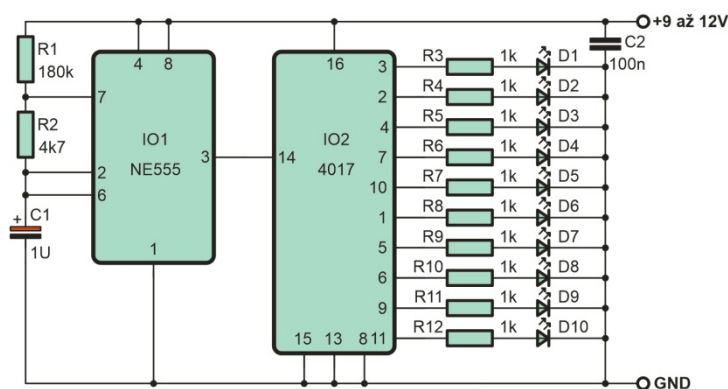 +9 až 12V
R1
180k
R2
4k7
+
C1
1U
4 8
7
2
6
3
1
IO1
NE555
16
14
IO2
4017
15 13 8
3 R3 1k D1
2 R4 1k D2
4 R5 1k D3
7 R6 1k D4
10 R7 1k D5
1 R8 1k D6
5 R9 1k D7
6 R10 1k D8
9 R11 1k D9
11 R12 1k D10
C2
100n
GND